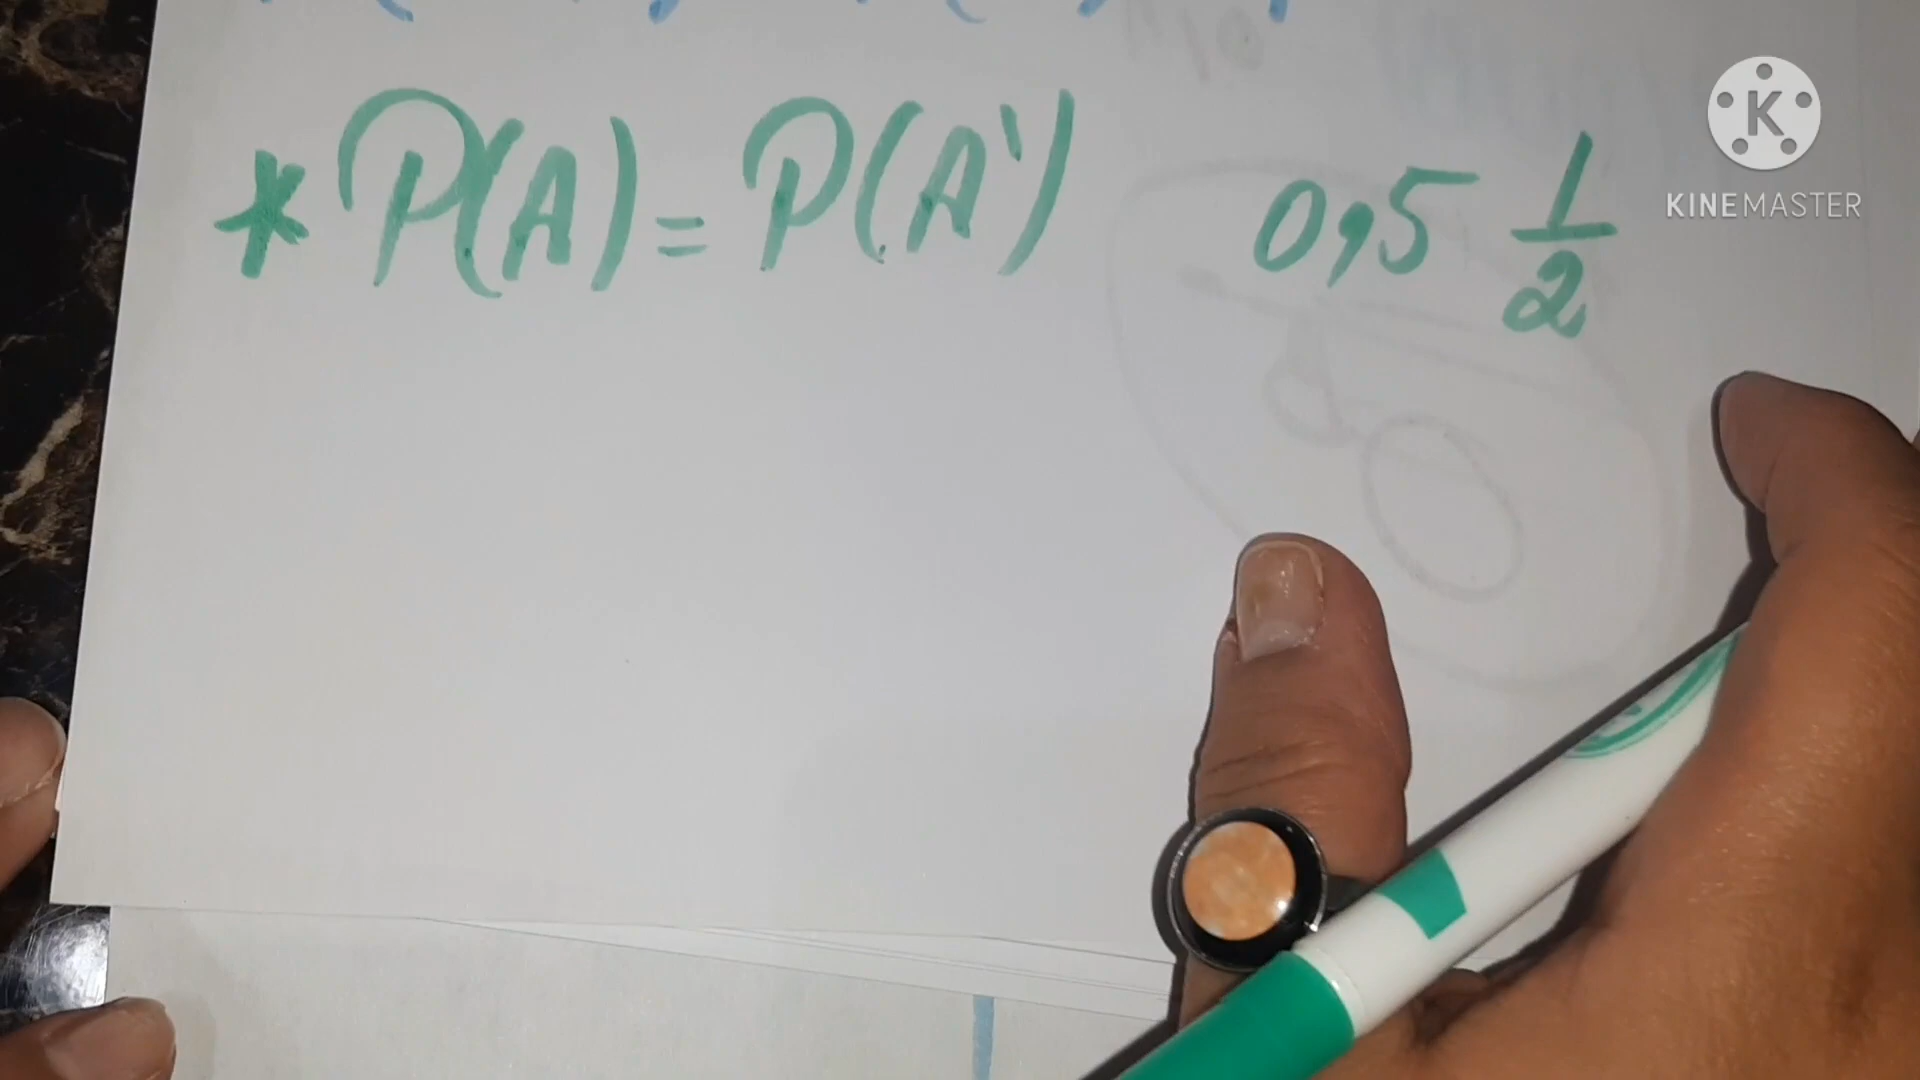 * P(A) = P(A') 0,5 1/2
K
KINEMASTER